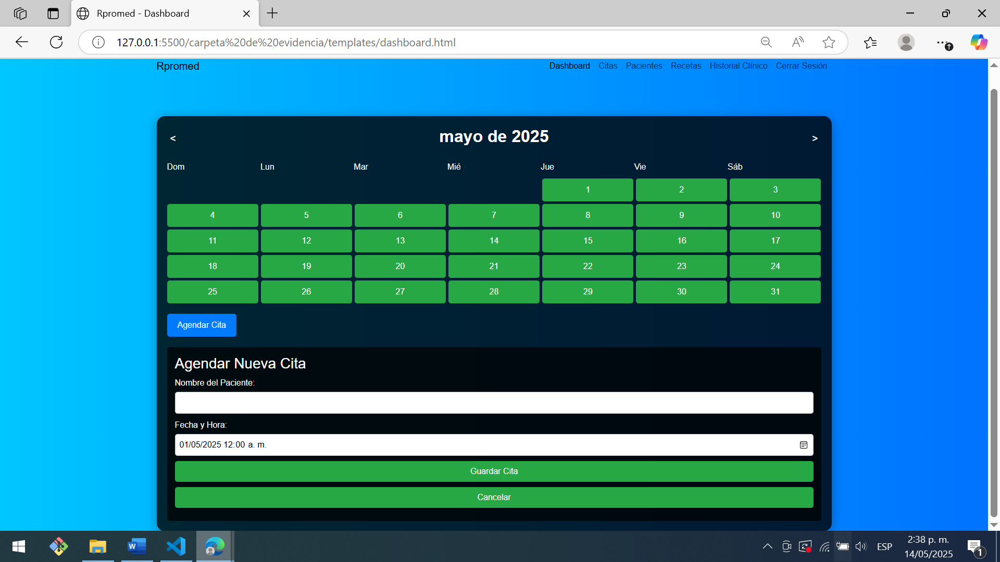 Rpromed - Dashboard
127.0.0.1:5500/carpeta%20de%20evidencia/templates/dashboard.html
Rpromed
Dashboard Citas Pacientes Recetas Historial Clínico Cerrar Sesión
< mayo de 2025 >
Dom Lun Mar Mié Jue Vie Sáb
1 2 3
4 5 6 7 8 9 10
11 12 13 14 15 16 17
18 19 20 21 22 23 24
25 26 27 28 29 30 31
Agendar Cita
Agendar Nueva Cita
Nombre del Paciente:
Fecha y Hora:
01/05/2025 12:00 a. m.
Guardar Cita
Cancelar
ESP
2:38 p. m.
14/05/2025
1